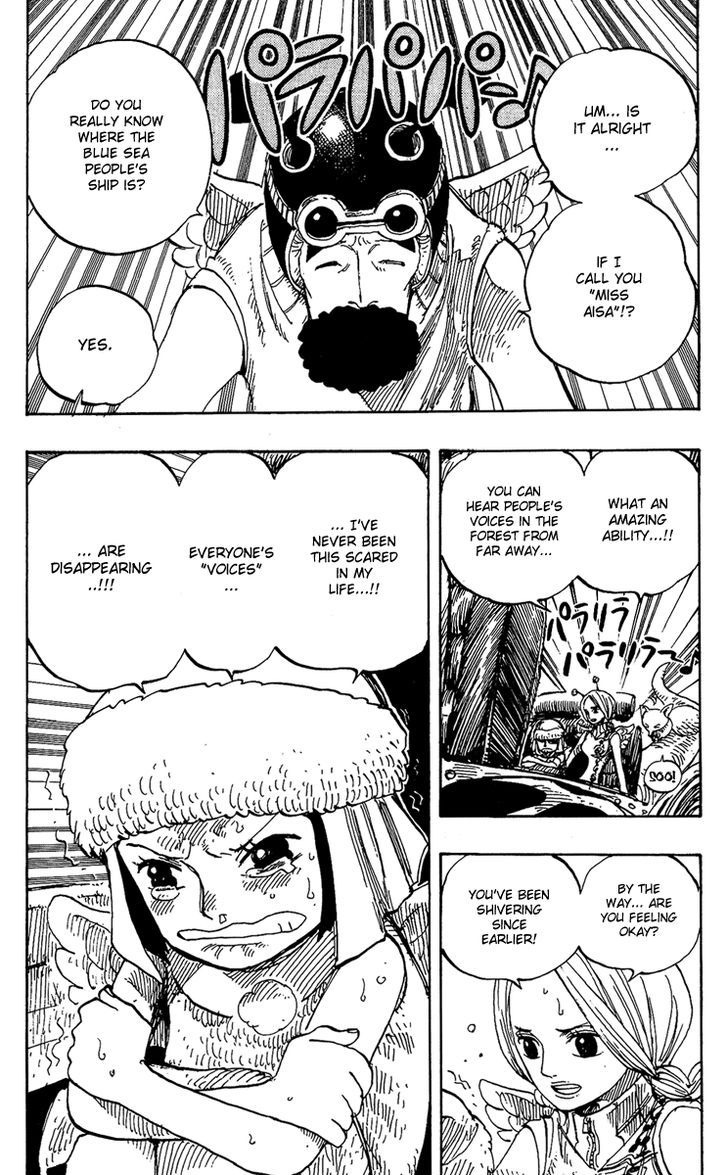 パラパパパーン♪
UM... IS
IT ALRIGHT
...
IF I
CALL YOU
"MISS
AISA"!?
DO YOU
REALLY KNOW
WHERE THE
BLUE SEA
PEOPLE'S
SHIP IS?
YES.
WHAT AN
AMAZING
ABILITY...!!
YOU CAN
HEAR PEOPLE'S
VOICES IN THE
FOREST FROM
FAR AWAY...
パラリラ
パラリラー♪
SOO!
BY THE
WAY... ARE
YOU FEELING
OKAY?
YOU'VE BEEN
SHIVERING
SINCE
EARLIER!
... I'VE
NEVER BEEN
THIS SCARED
IN MY
LIFE...!!
EVERYONE'S
"VOICES"
...
... ARE
DISAPPEARING
..!!!